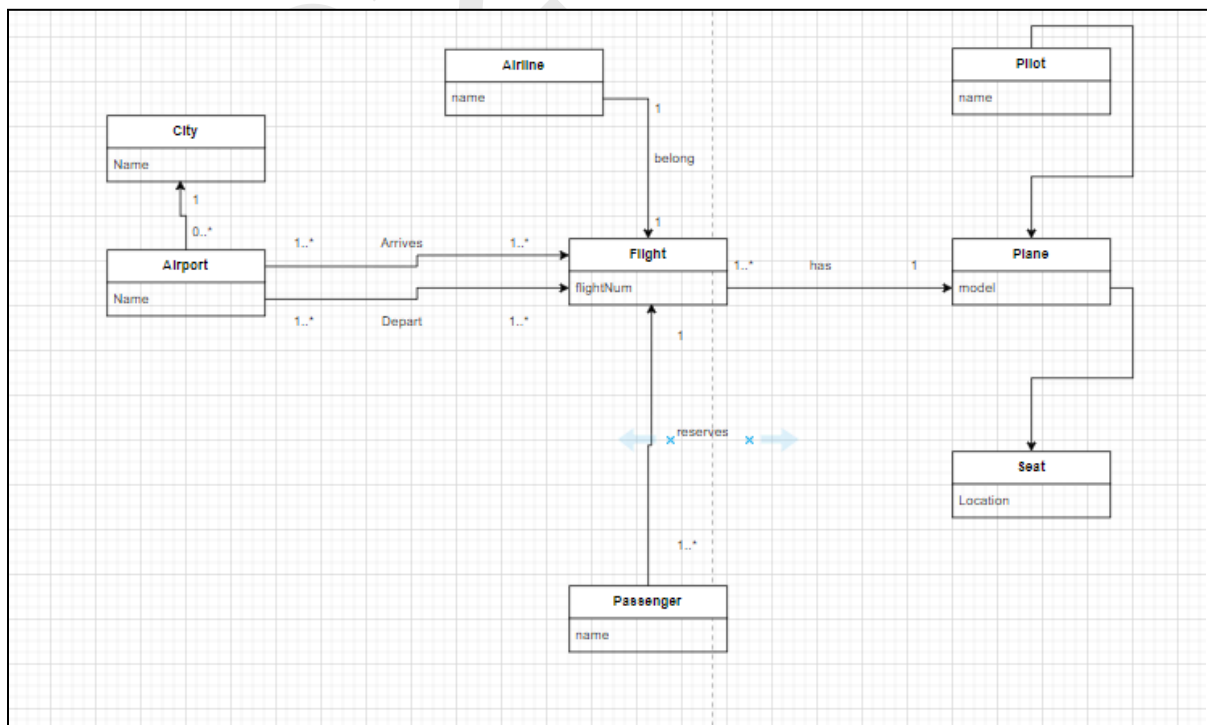 Airline
name
Pilot
name
City
Name
1
belong
1
1
0..*
1..*
Arrives
1..*
Airport
Name
Flight
flightNum
1..*
has
1
Plane
model
1..*
Depart
1..*
1
reserves
Seat
Location
1..*
Passenger
name